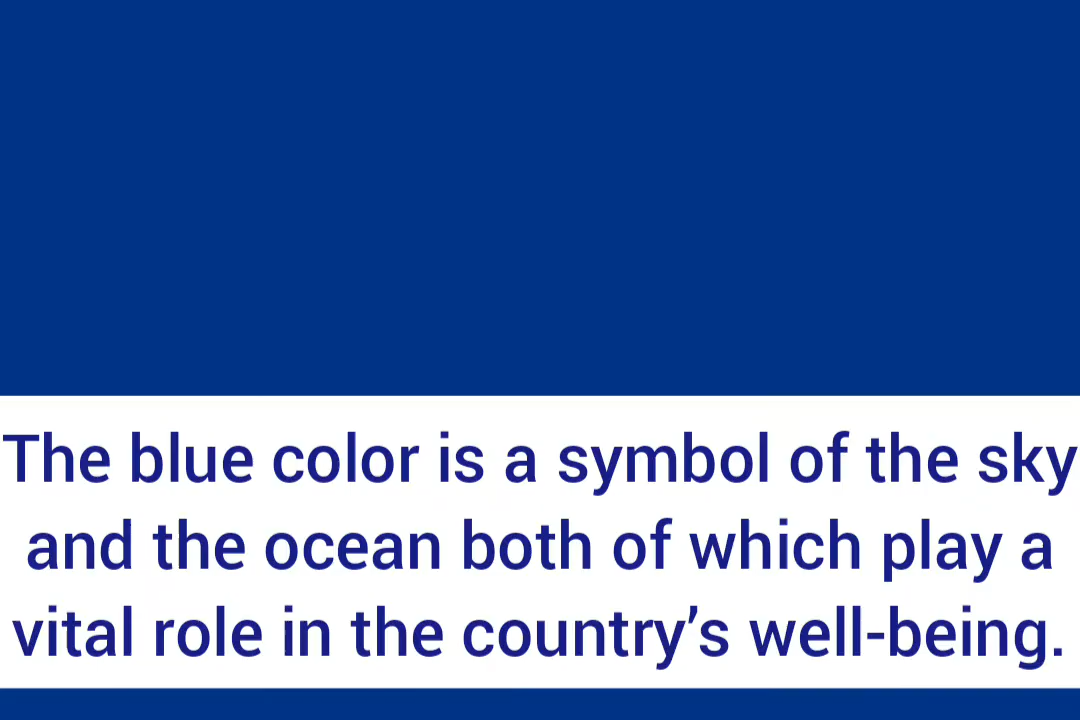 The blue color is a symbol of the sky
and the ocean both of which play a
vital role in the country’s well-being.